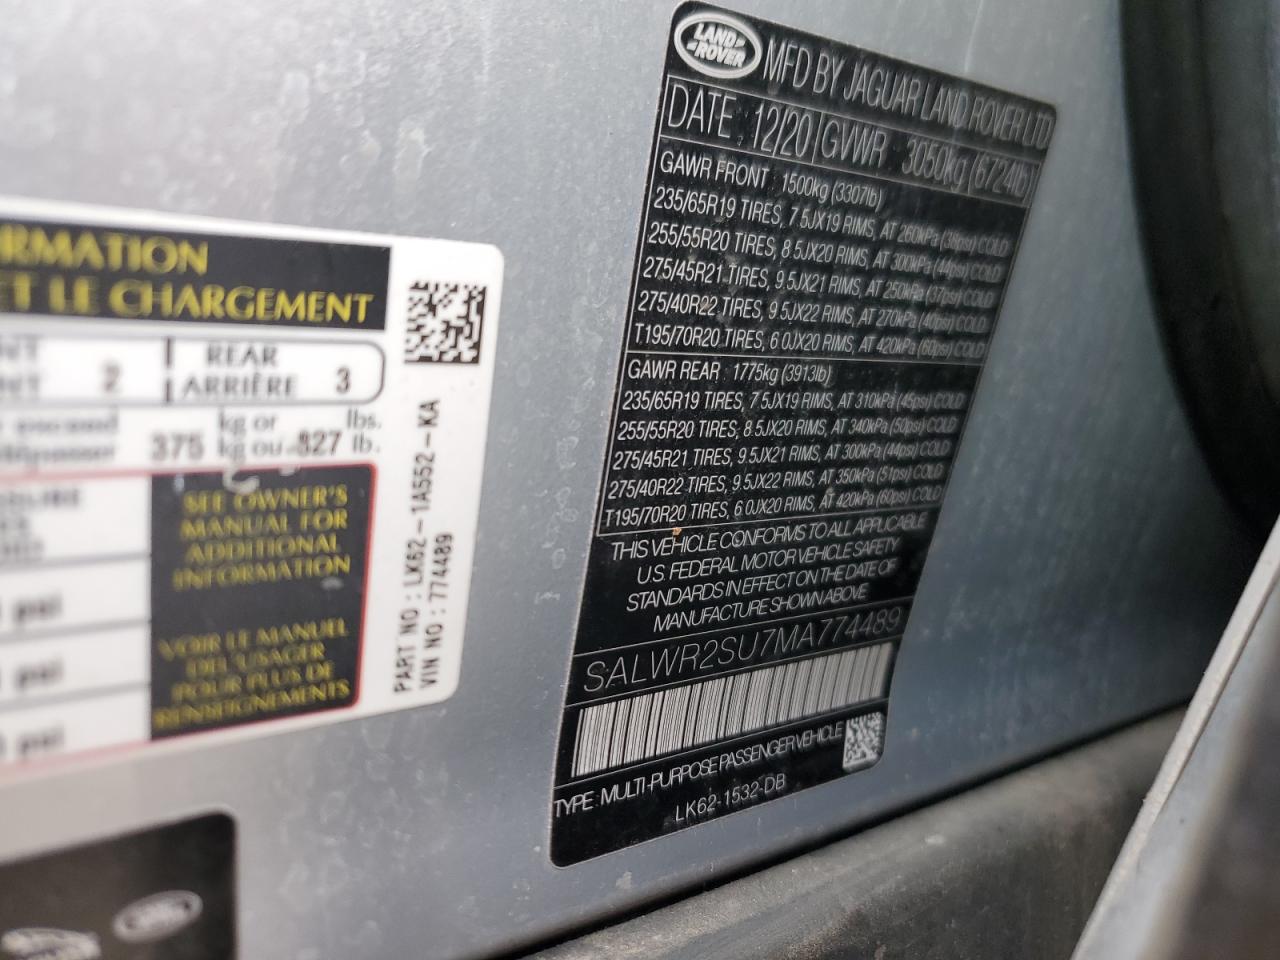 RMATION
ET LE CHARGEMENT
2 REAR
ARRIÈRE 3
kg or lbs.
375 kg ou 827 lb.
SEE OWNER'S
MANUAL FOR
ADDITIONAL
INFORMATION
VOIR LE MANUEL
DEL'USAGER
POUR PLUS DE
RENSEIGNEMENTS
psi
psi
psi
PART NO : LK62-1A552-KA
VIN NO : 774489
LAND
ROVER
MFD BY JAGUAR LAND ROVER LTD
DATE 12/20 GVWR 3050kg (6724lb)
GAWR FRONT 1500kg (3307lb)
235/65R19 TIRES, 7.5JX19 RIMS, AT 260kPa (38psi) COLD
255/55R20 TIRES, 8.5JX20 RIMS, AT 300kPa (44psi) COLD
275/45R21 TIRES, 9.5JX21 RIMS, AT 250kPa (37psi) COLD
275/40R22 TIRES, 9.5JX22 RIMS, AT 270kPa (40psi) COLD
T195/70R20 TIRES, 6.0JX20 RIMS, AT 420kPa (60psi) COLD
GAWR REAR 1775kg (3913lb)
235/65R19 TIRES, 7.5JX19 RIMS, AT 310kPa (45psi) COLD
255/55R20 TIRES, 8.5JX20 RIMS, AT 340kPa (50psi) COLD
275/45R21 TIRES, 9.5JX21 RIMS, AT 300kPa (44psi) COLD
275/40R22 TIRES, 9.5JX22 RIMS, AT 350kPa (51psi) COLD
T195/70R20 TIRES, 6.0JX20 RIMS, AT 420kPa (60psi) COLD
THIS VEHICLE CONFORMS TO ALL APPLICABLE
U.S. FEDERAL MOTOR VEHICLE SAFETY
STANDARDS IN EFFECT ON THE DATE OF
MANUFACTURE SHOWN ABOVE
SALWR2SU7MA774489
TYPE : MULTI-PURPOSE PASSENGER VEHICLE
LK62-1532-DB